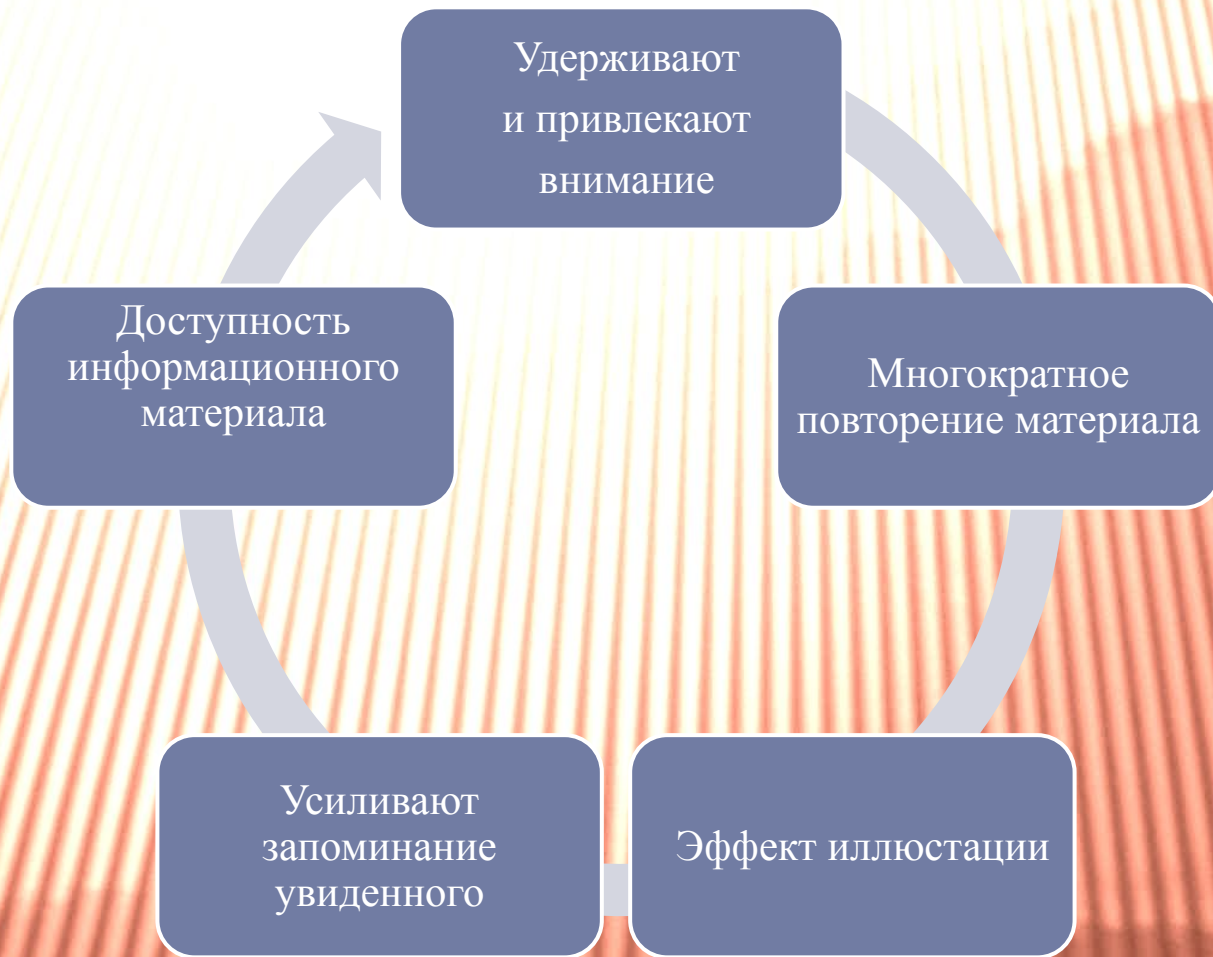 Удерживают
и привлекают
внимание
Многократное
повторение материала
Эффект иллюстации
Усиливают
запоминание
увиденного
Доступность
информационного
материала